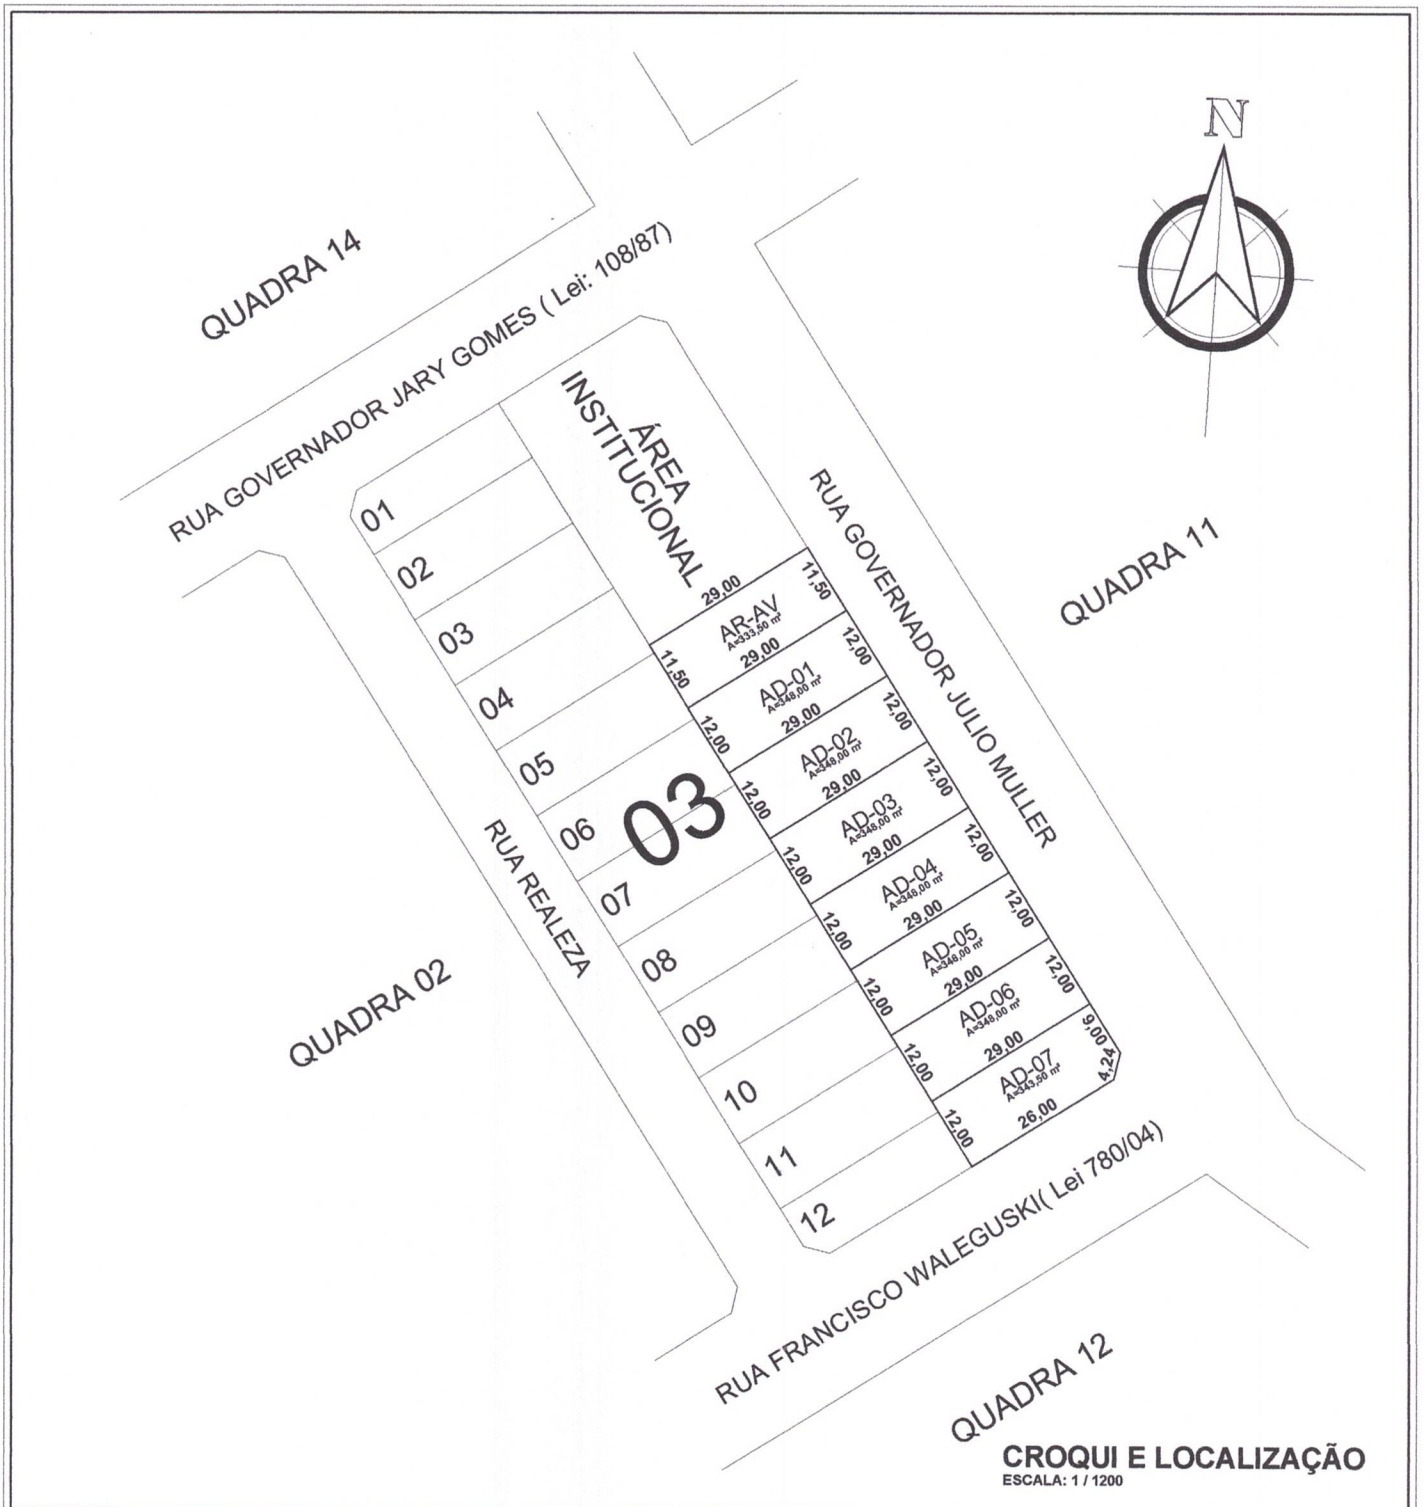 N
QUADRA 14
RUA GOVERNADOR JARY GOMES ( Lei: 108/87)
ÁREA
INSTITUCIONAL
RUA GOVERNADOR JULIO MULLER
QUADRA 11
01
02
03
04
05
06
07
08
09
10
11
12
03
29,00
11,50
AR-AV
A=333,50 m²
11,50
29,00
12,00
AD-01
A=348,00 m²
12,00
29,00
12,00
AD-02
A=348,00 m²
12,00
29,00
12,00
AD-03
A=348,00 m²
12,00
29,00
12,00
AD-04
A=348,00 m²
12,00
29,00
12,00
AD-05
A=348,00 m²
12,00
29,00
12,00
AD-06
A=348,00 m²
12,00
29,00
9,00
4,24
AD-07
A=343,50 m²
12,00
26,00
RUA REALEZA
QUADRA 02
RUA FRANCISCO WALEGUSKI( Lei 780/04)
QUADRA 12
CROQUI E LOCALIZAÇÃO
ESCALA: 1 / 1200